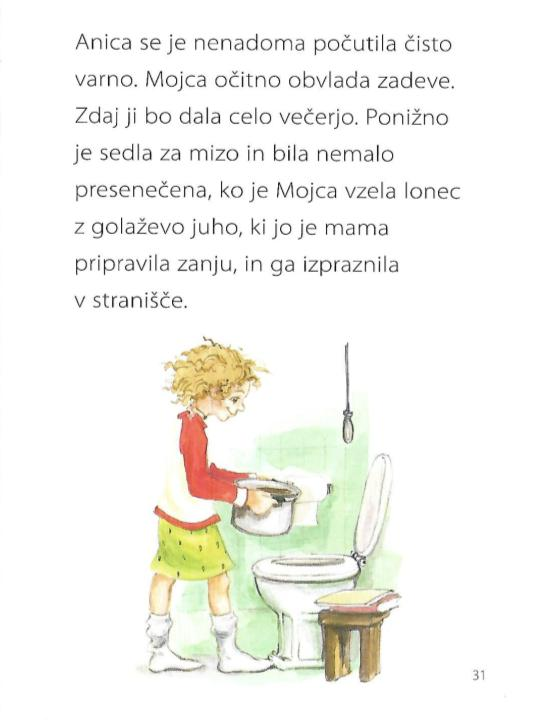 Anica se je nenadoma počutila čisto
varno. Mojca očitno obvlada zadeve.
Zdaj ji bo dala celo večerjo. Ponižno
je sedla za mizo in bila nemalo
presenečena, ko je Mojca vzela lonec
z golaževo juho, ki jo je mama
pripravila zanju, in ga izpraznila
v stranišče.
31